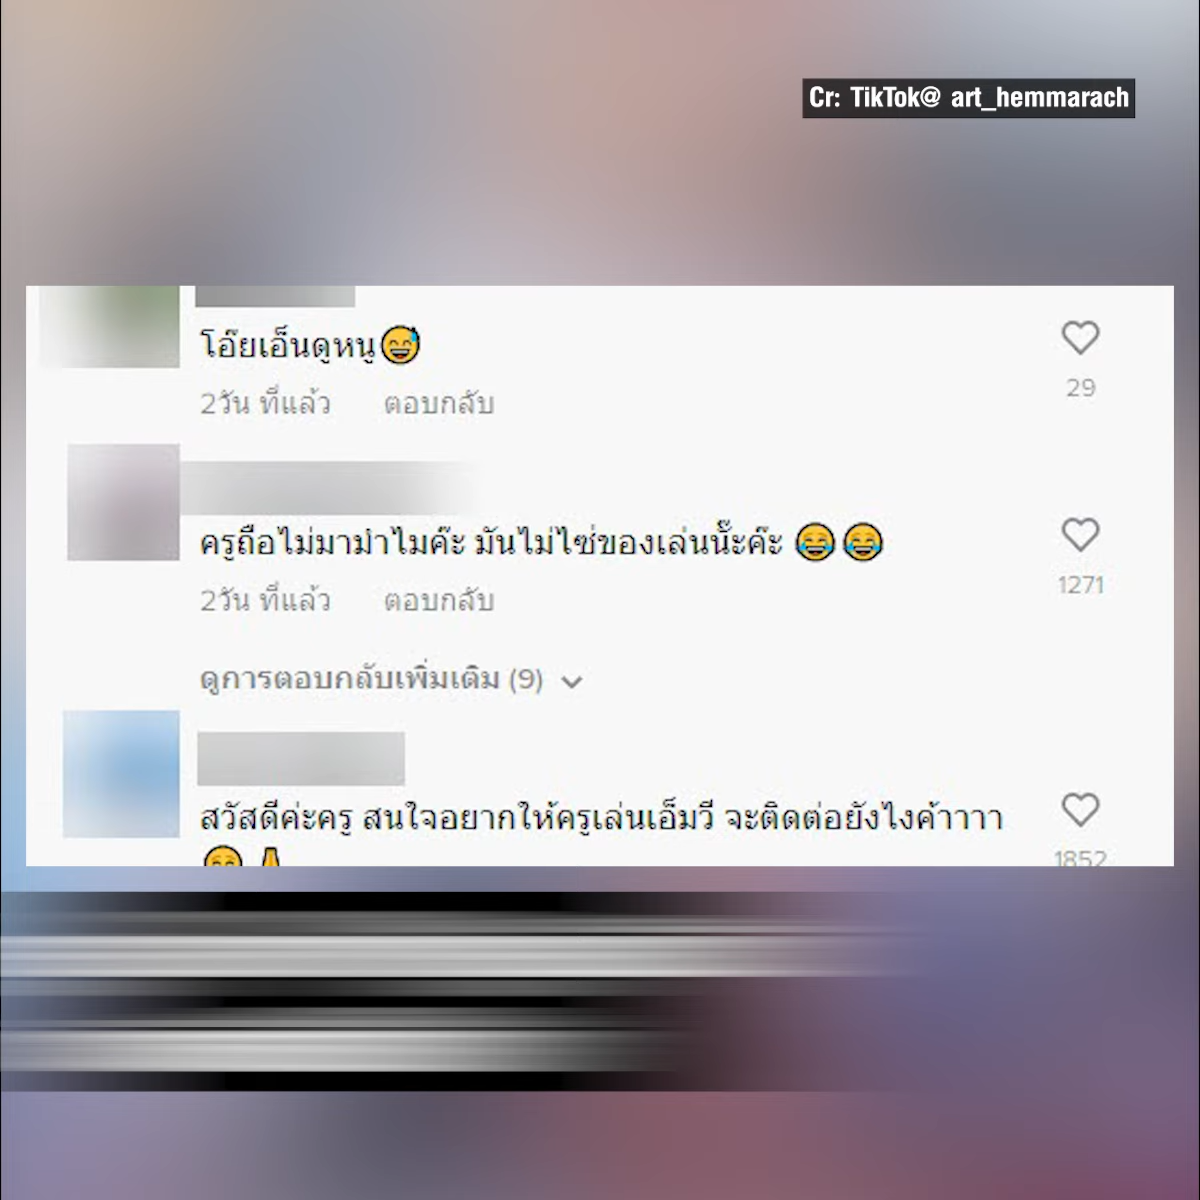 Cr: TikTok@ art_hemmarach
โอ๊ยเอ็นดูหนู😅
29
2วัน ที่แล้ว ตอบกลับ
ครูถือไม่มามำไมค๊ะ มันไม่ไซ่ของเล่นนั๊ะค๊ะ 😂😂
1271
2วัน ที่แล้ว ตอบกลับ
ดูการตอบกลับเพิ่มเติม (9)
สวัสดีค่ะครู สนใจอยากให้ครูเล่นเอ็มวี จะติดต่อยังไงค้าาาา
1852